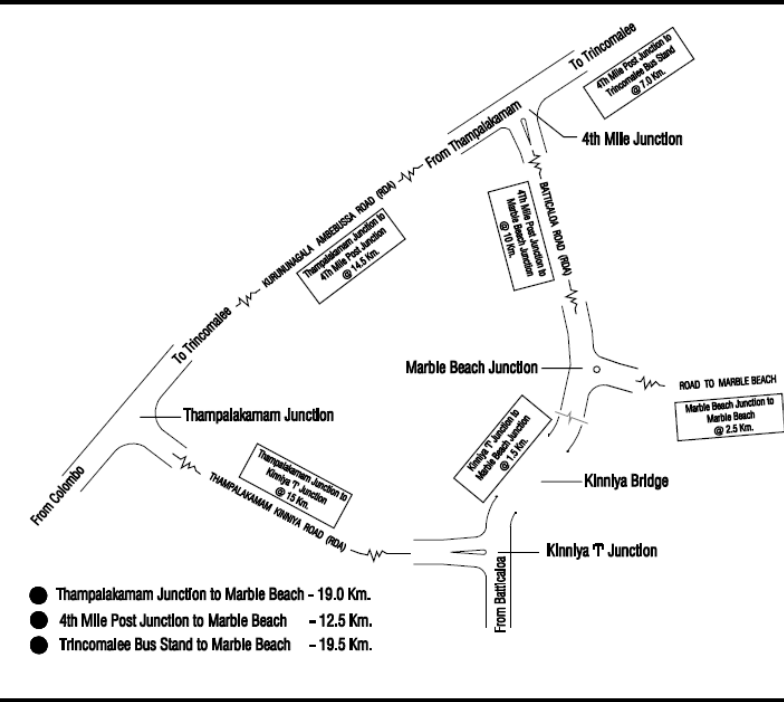 To Trincomalee
4Th Mile Post Junction to
Trincomalee Bus Stand
@ 7.0 Km.
From Thampalakamam
4th Mile Junction
KURUNUNAGALA AMBEBUSSA ROAD (RDA)
Thampalakamam Junction to
4Th Mile Post Junction
@ 14.5 Km.
BATTICALOA ROAD (RDA)
4Th Mile Post Junction to
Marble Beach Junction
@ 10 Km.
To Trincomalee
Marble Beach Junction
ROAD TO MARBLE BEACH
Marble Beach Junction to
Marble Beach
@ 2.5 Km.
Thampalakamam Junction
Kinniya 'T' Junction to
Marble Beach Junction
@ 1.5 Km.
From Colombo
Thampalakamam Junction to
Kinniya 'T' Junction
@ 15 Km.
THAMPALAKAMAM KINNIYA ROAD (RDA)
Kinniya Bridge
Kinniya 'T' Junction
From Batticaloa
Thampalakamam Junction to Marble Beach - 19.0 Km.
4th Mile Post Junction to Marble Beach - 12.5 Km.
Trincomalee Bus Stand to Marble Beach - 19.5 Km.